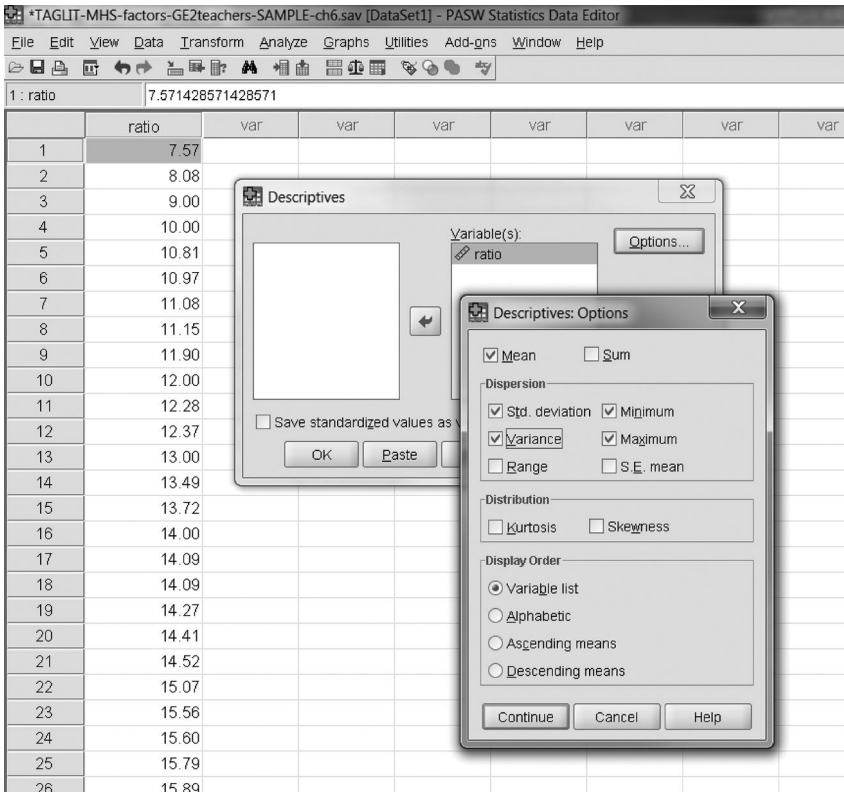 *TAGLIT-MHS-factors-GE2teachers-SAMPLE-ch6.sav [DataSet1] - PASW Statistics Data Editor
File Edit View Data Transform Analyze Graphs Utilities Add-ons Window Help
1 : ratio 7.571428571428571
ratio var var var var var var var
1 7.57
2 8.08
3 9.00
4 10.00
5 10.81
6 10.97
7 11.08
8 11.15
9 11.90
10 12.00
11 12.28
12 12.37
13 13.00
14 13.49
15 13.72
16 14.00
17 14.09
18 14.09
19 14.27
20 14.41
21 14.52
22 15.07
23 15.56
24 15.60
25 15.79
26 15.89
Descriptives
Variable(s):
ratio
Options...
Save standardized values as
OK Paste
Descriptives: Options
Mean Sum
Dispersion
Std. deviation Minimum
Variance Maximum
Range S.E. mean
Distribution
Kurtosis Skewness
Display Order
Variable list
Alphabetic
Ascending means
Descending means
Continue Cancel Help